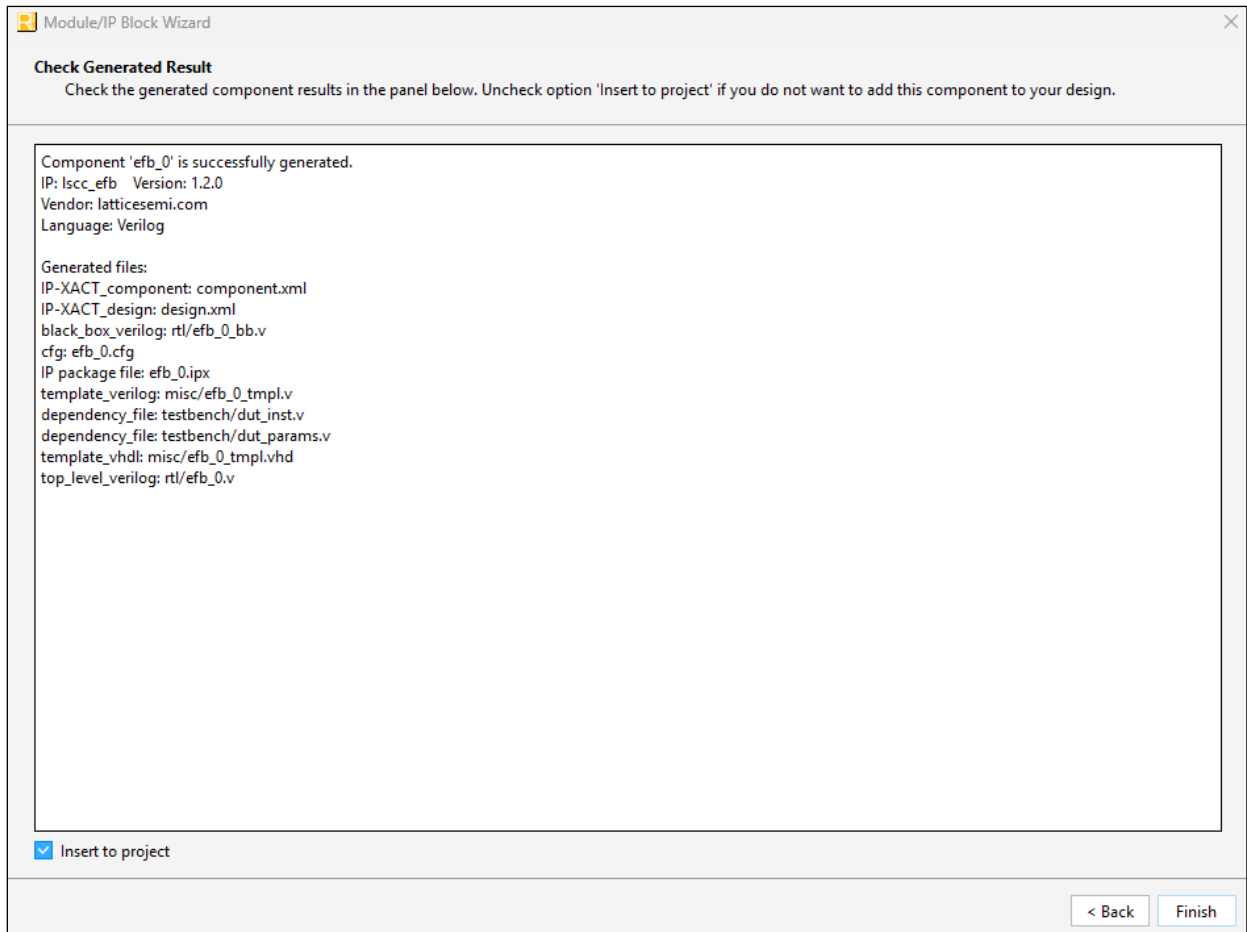 Module/IP Block Wizard
Check Generated Result
Check the generated component results in the panel below. Uncheck option 'Insert to project' if you do not want to add this component to your design.
Component 'efb_0' is successfully generated.
IP: lscc_efb Version: 1.2.0
Vendor: latticesemi.com
Language: Verilog
Generated files:
IP-XACT_component: component.xml
IP-XACT_design: design.xml
black_box_verilog: rtl/efb_0_bb.v
cfg: efb_0.cfg
IP package file: efb_0.ipx
template_verilog: misc/efb_0_tmpl.v
dependency_file: testbench/dut_inst.v
dependency_file: testbench/dut_params.v
template_vhdl: misc/efb_0_tmpl.vhd
top_level_verilog: rtl/efb_0.v
Insert to project
< Back Finish